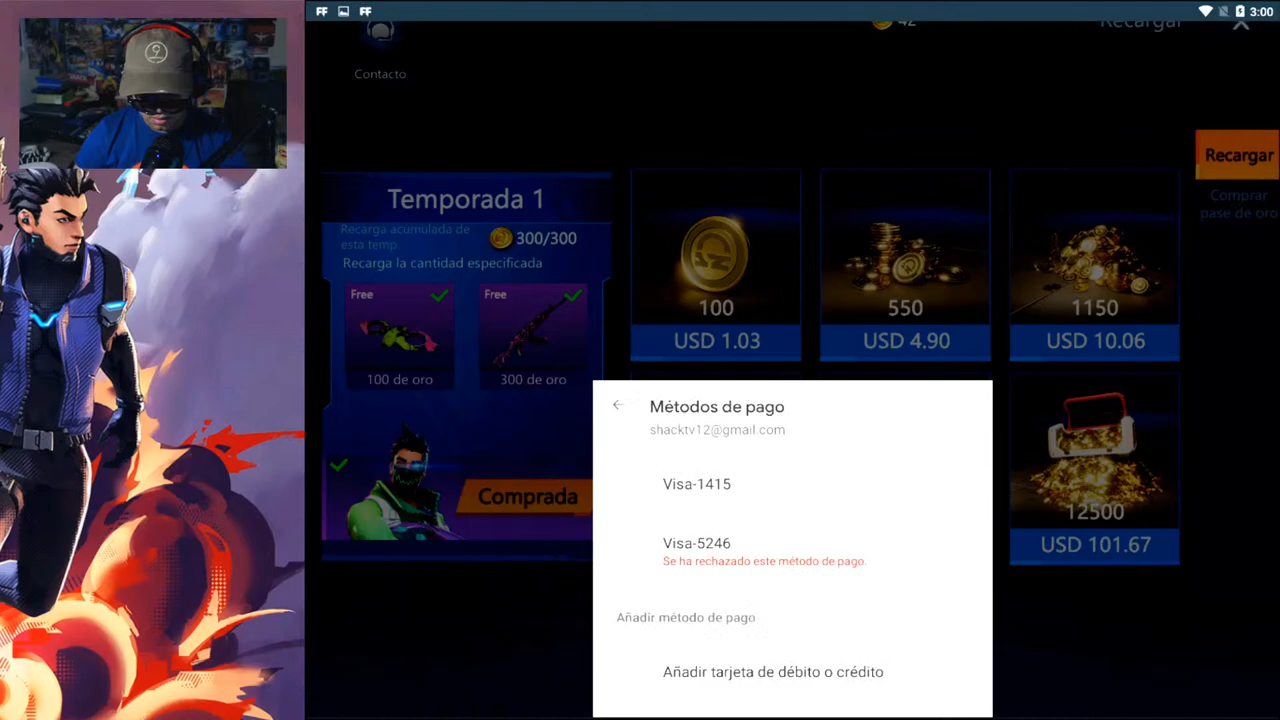 FF FF 3:00
42 Recargar
Contacto
Recargar
Comprar
pase de oro
Temporada 1
Recarga acumulada de
esta temp.
300/300
Recarga la cantidad especificada
Free
Free
100 de oro
300 de oro
Comprada
100
USD 1.03
550
USD 4.90
1150
USD 10.06
12500
USD 101.67
Métodos de pago
shacktv12@gmail.com
Visa-1415
Visa-5246
Se ha rechazado este método de pago.
Añadir método de pago
Añadir tarjeta de débito o crédito